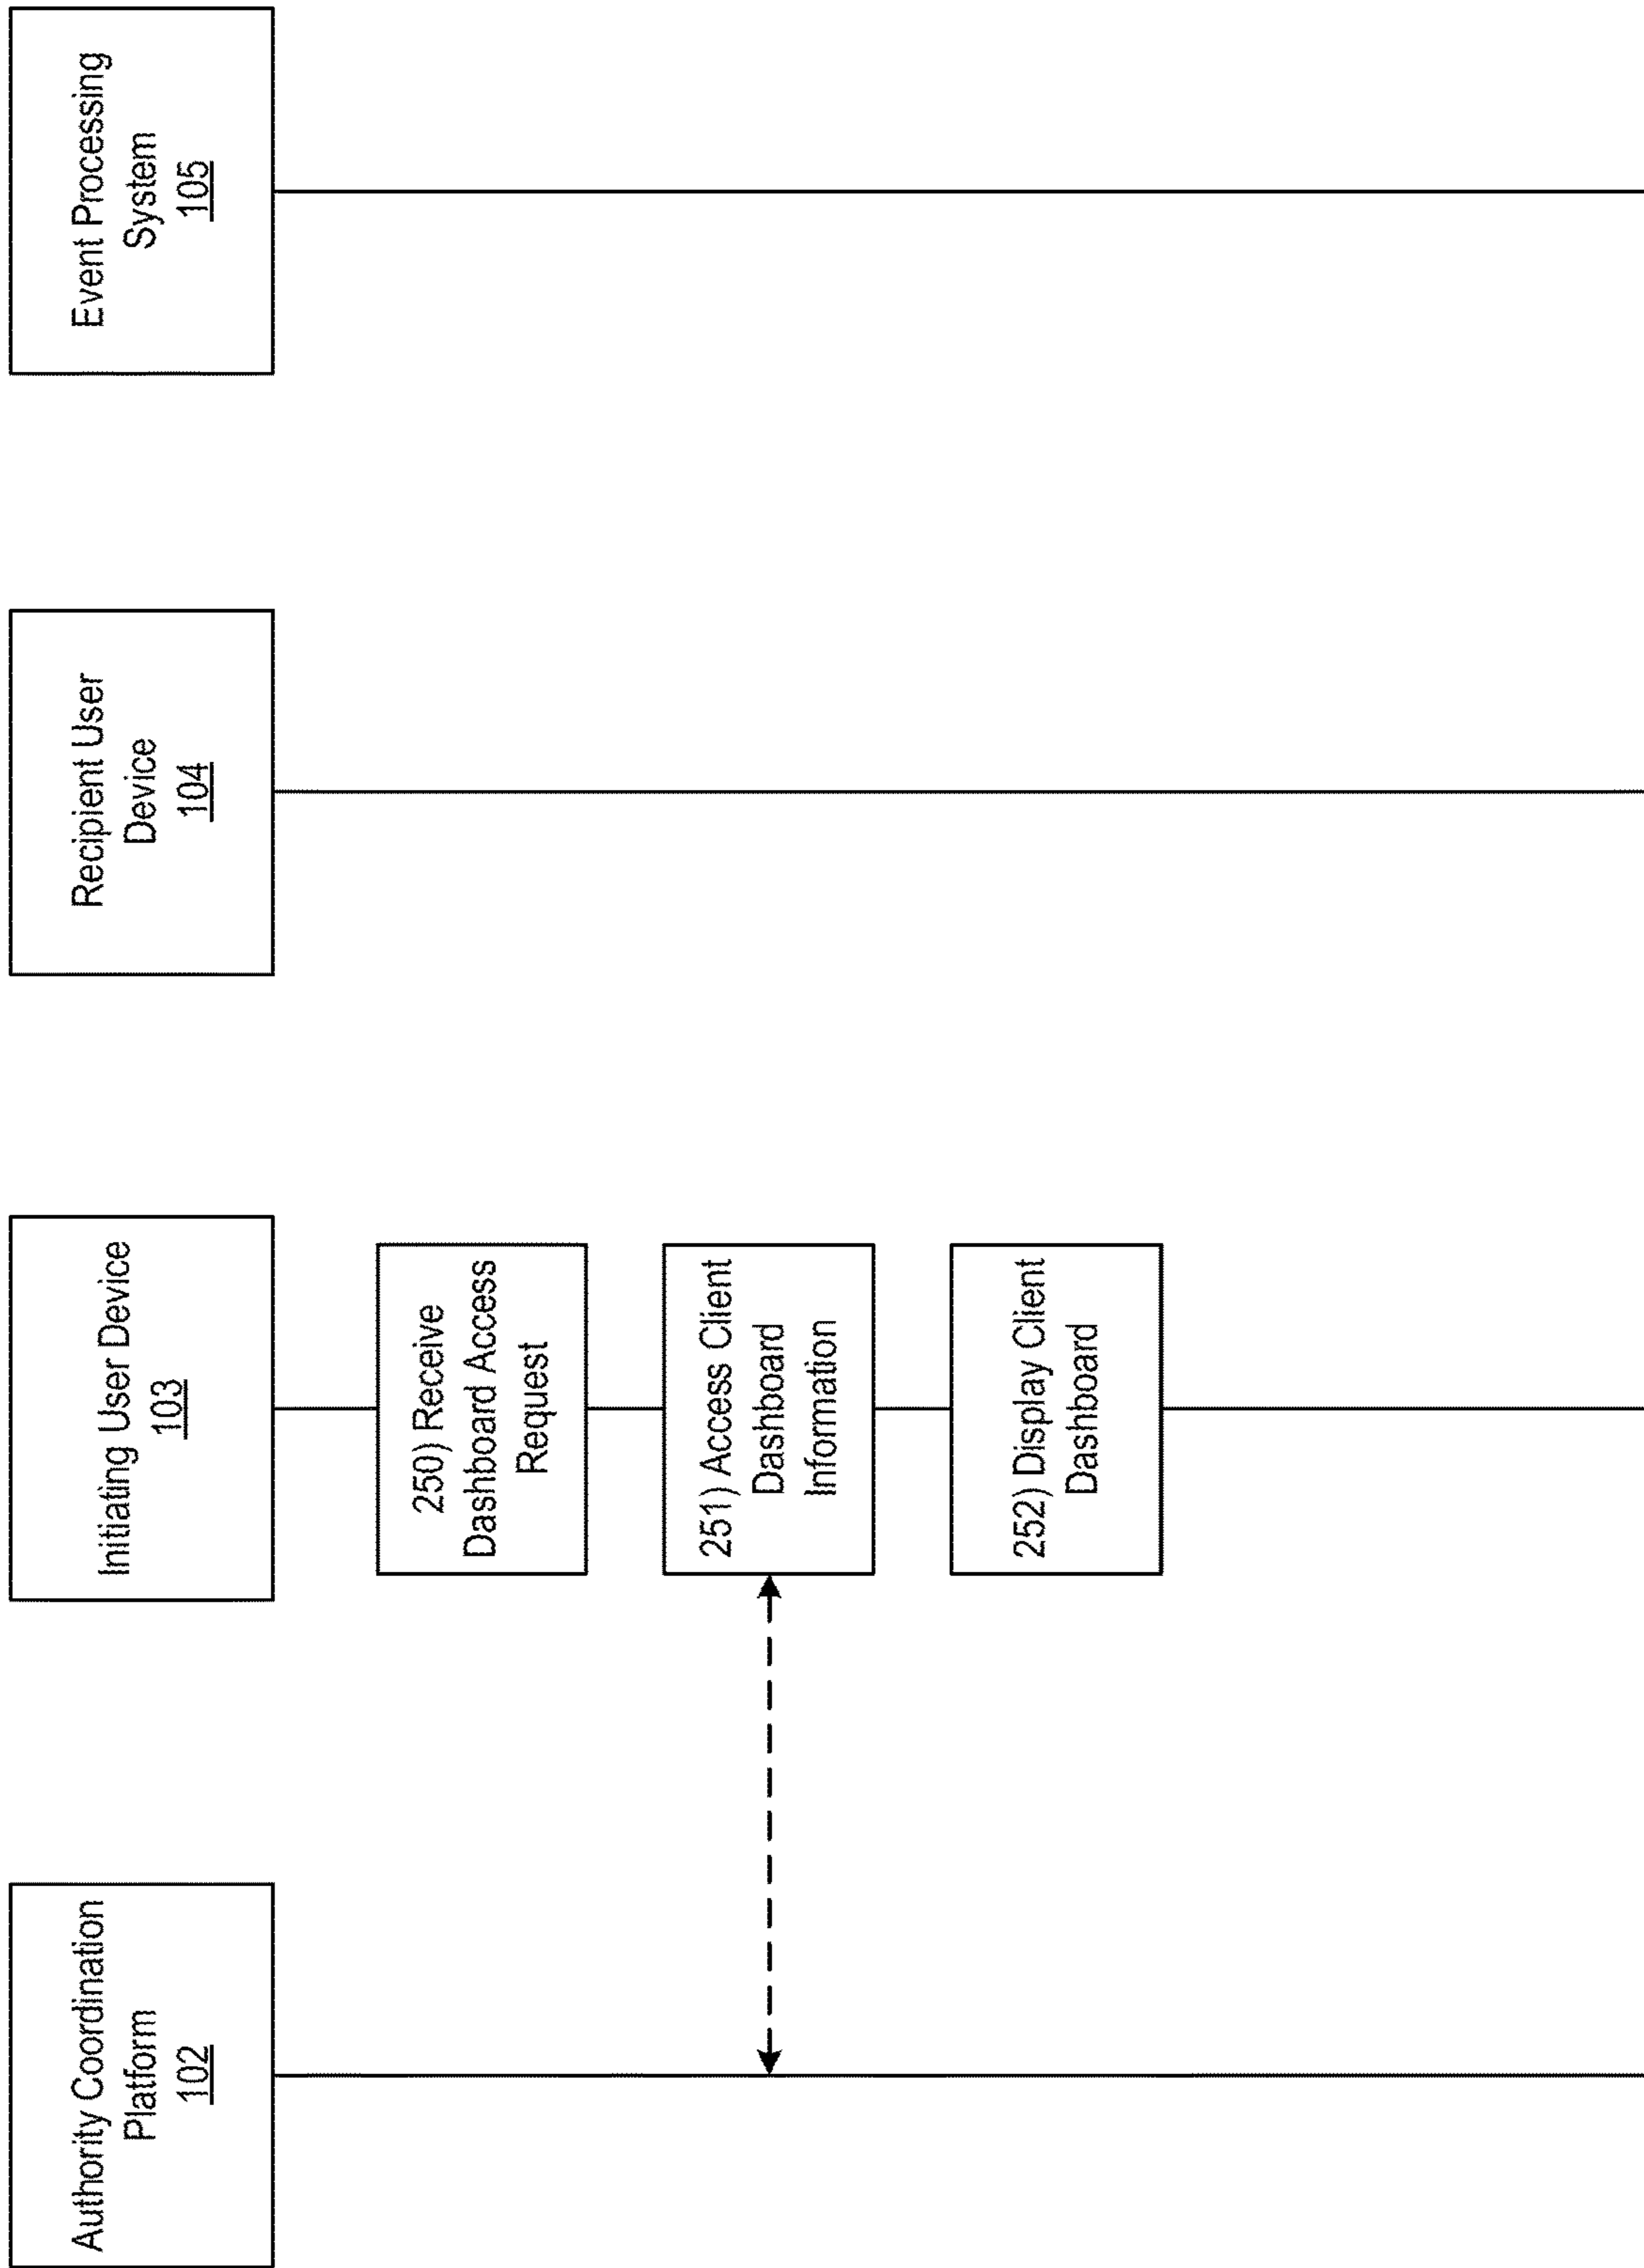 Authority Coordination
Platform
102
Initiating User Device
103
Recipient User
Device
104
Event Processing
System
105
250) Receive
Dashboard Access
Request
251) Access Client
Dashboard
Information
252) Display Client
Dashboard